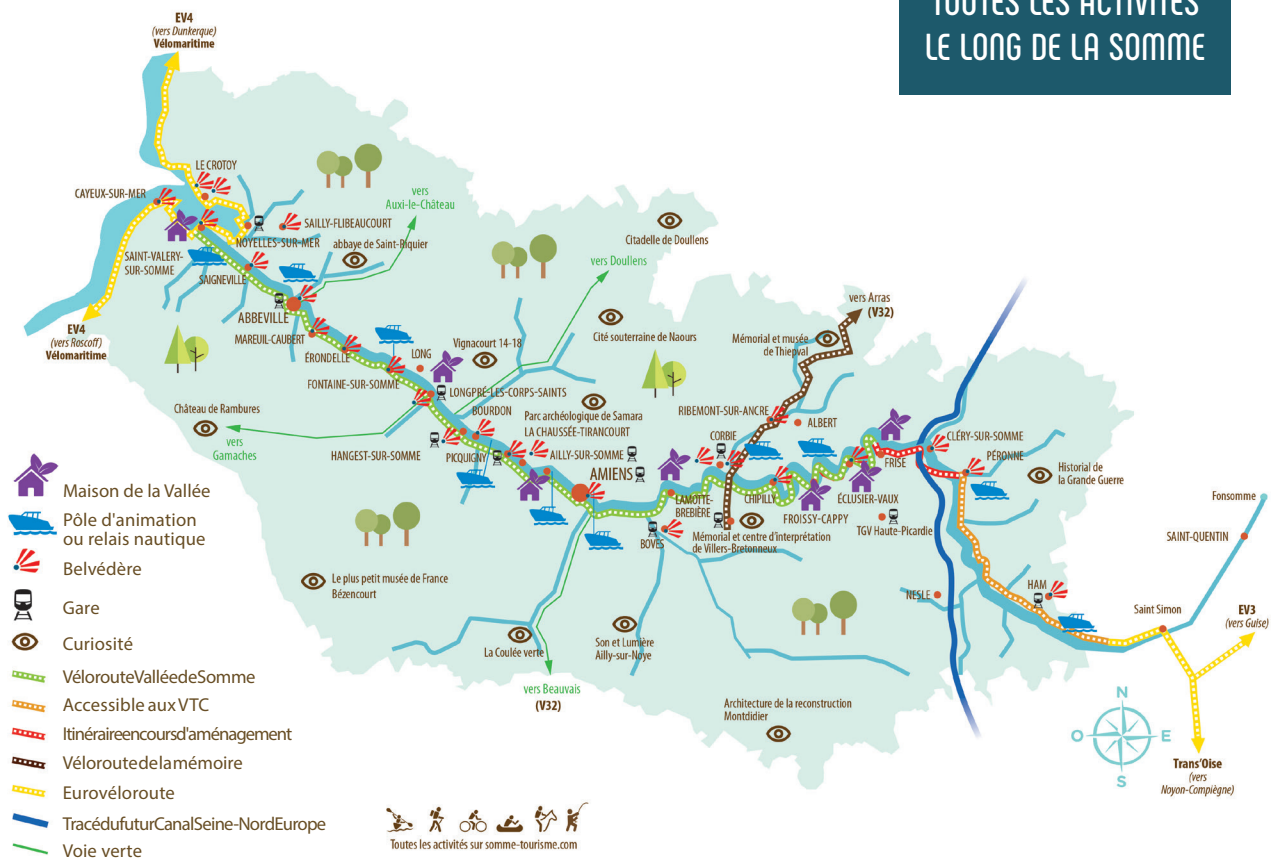 TOUTES LES ACTIVITÉS
LE LONG DE LA SOMME
EV4
(vers Dunkerque)
Vélomaritime
LE CROTOY
CAYEUX-SUR-MER
SAILLY-FLIBEAUCOURT
NOYELLES-SUR-MER
abbaye de Saint-Riquier
vers
Auxi-le-Château
Citadelle de Doullens
SAINT-VALERY-
SUR-SOMME
SAIGNEVILLE
vers Doullens
ABBEVILLE
EV4
(vers Roscoff)
Vélomaritime
MAREUIL-CAUBERT
ÉRONDELLE
LONG
Vignacourt 14-18
Cité souterraine de Naours
Mémorial et musée
de Thiepval
vers Arras
(V32)
FONTAINE-SUR-SOMME
LONGPRÉ-LES-CORPS-SAINTS
Château de Rambures
vers
Gamaches
BOURDON
Parc archéologique de Samara
LA CHAUSSÉE-TIRANCOURT
HANGEST-SUR-SOMME
PICQUIGNY
AILLY-SUR-SOMME
AMIENS
RIBEMONT-SUR-ANCRE
ALBERT
CORBIE
CLÉRY-SUR-SOMME
FRISE
PÉRONNE
Historial de
la Grande Guerre
LAMOTTE-
BREBIÈRE
CHIPILLY
ÉCLUSIER-VAUX
FROISSY-CAPPY
BOVES
Mémorial et centre d'interprétation
de Villers-Bretonneux
TGV Haute-Picardie
Fonsomme
SAINT-QUENTIN
Le plus petit musée de France
Bézencourt
NESLE
HAM
Saint Simon
EV3
(vers Guise)
La Coulée verte
Son et Lumière
Ailly-sur-Noye
vers Beauvais
(V32)
Architecture de la reconstruction
Montdidier
N
O
E
S
Trans'Oise
(vers
Noyon-Compiègne)
Maison de la Vallée
Pôle d'animation
ou relais nautique
Belvédère
Gare
Curiosité
VélorouteValléedeSomme
Accessible aux VTC
Itinéraireencoursd'aménagement
Véloroutedelamémoire
Eurovéloroute
TracédufuturCanalSeine-NordEurope
Voie verte
Toutes les activités sur somme-tourisme.com